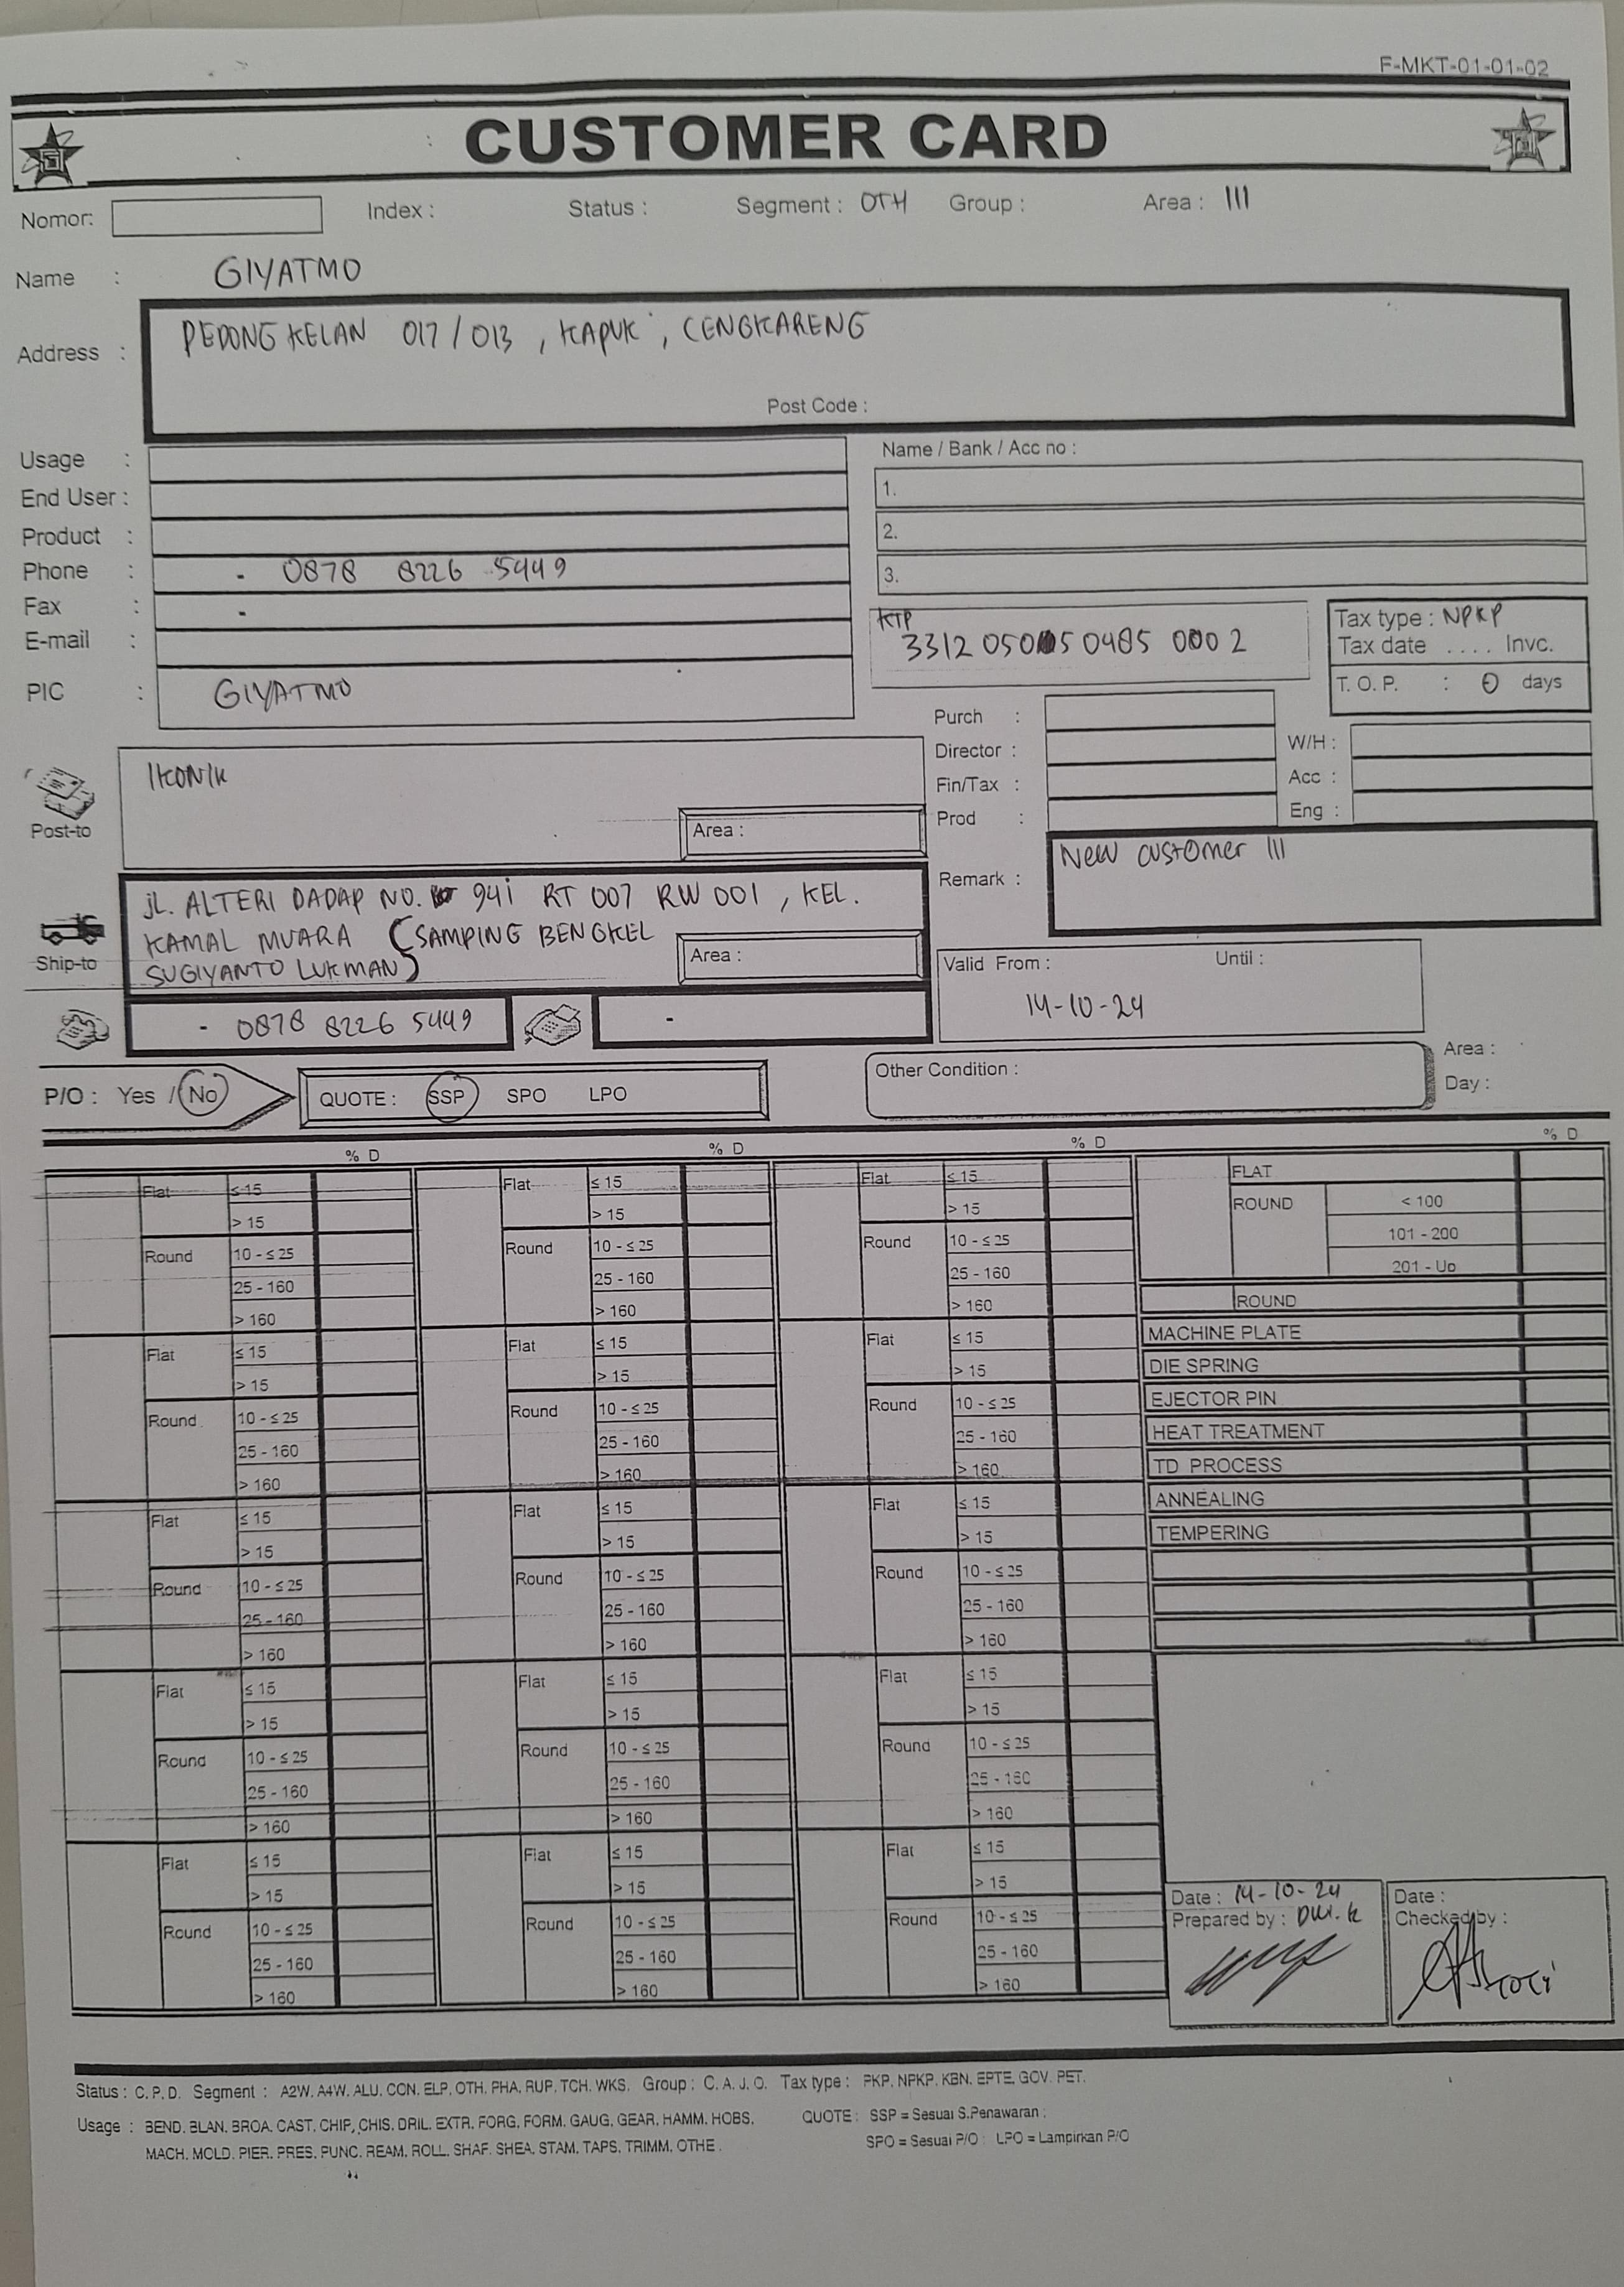 F-MKT-01-01-02
CUSTOMER CARD
Nomor: Index : Status : Segment : OTH Group : Area : III
Name : GIYATMO
Address : PEDONG KELAN 017 / 013 , KAPUK , CENGKARENG
Post Code :
Usage :
End User :
Product :
Phone : - 0878 8226 5449
Fax : -
E-mail :
PIC : GIYATMO
Name / Bank / Acc no :
1.
2.
3.
KTP
3312 050 5 0485 0002
Tax type : NPKP
Tax date .... Invc.
T. O. P. : 0 days
Purch :
Director :
Fin/Tax :
Prod :
W/H :
Acc :
Eng :
Post-to
IKONIK
Area :
Remark : New customer III
Ship-to
JL. ALTERI DADAP NO. 94i RT 007 RW 001 , KEL.
KAMAL MUARA (SAMPING BENGKEL
SUGIYANTO LUKMAN)
Area :
- 0878 8226 5449
-
Valid From : Until :
14-10-24
P/O : Yes / No
QUOTE : SSP SPO LPO
Other Condition :
Area :
Day :
% D % D % D % D
Flat ≤ 15 Flat ≤ 15 Flat ≤ 15 FLAT
> 15 > 15 > 15 ROUND < 100
Round 10 - ≤ 25 Round 10 - ≤ 25 Round 10 - ≤ 25 101 - 200
25 - 160 25 - 160 25 - 160 201 - Up
> 160 > 160 > 160 ROUND
Flat ≤ 15 Flat ≤ 15 Flat ≤ 15 MACHINE PLATE
> 15 > 15 > 15 DIE SPRING
Round 10 - ≤ 25 Round 10 - ≤ 25 Round 10 - ≤ 25 EJECTOR PIN
25 - 160 25 - 160 25 - 160 HEAT TREATMENT
> 160 > 160 > 160 TD PROCESS
Flat ≤ 15 Flat ≤ 15 Flat ≤ 15 ANNEALING
> 15 > 15 > 15 TEMPERING
Round 10 - ≤ 25 Round 10 - ≤ 25 Round 10 - ≤ 25
25 - 160 25 - 160 25 - 160
> 160 > 160 > 160
Flat ≤ 15 Flat ≤ 15 Flat ≤ 15
> 15 > 15 > 15
Round 10 - ≤ 25 Round 10 - ≤ 25 Round 10 - ≤ 25
25 - 160 25 - 160 25 - 160
> 160 > 160 > 160
Flat ≤ 15 Flat ≤ 15 Flat ≤ 15
> 15 > 15 > 15
Round 10 - ≤ 25 Round 10 - ≤ 25 Round 10 - ≤ 25
25 - 160 25 - 160 25 - 160
> 160 > 160 > 160
Date : 14-10-24
Prepared by : Dwi. K
Date :
Checked by :
Status : C. P. D. Segment : A2W. A4W. ALU. CON. ELP. OTH. PHA. RUP. TCH. WKS. Group : C. A. J. O. Tax type : PKP. NPKP. KBN. EPTE. GOV. PET.
Usage : BEND. BLAN. BROA. CAST. CHIP. CHIS. DRIL. EXTR. FORG. FORM. GAUG. GEAR. HAMM. HOBS. QUOTE : SSP = Sesuai S.Penawaran ;
MACH. MOLD. PIER. PRES. PUNC. REAM. ROLL. SHAF. SHEA. STAM. TAPS. TRIMM. OTHE . SPO = Sesuai P/O ; LPO = Lampirkan P/O